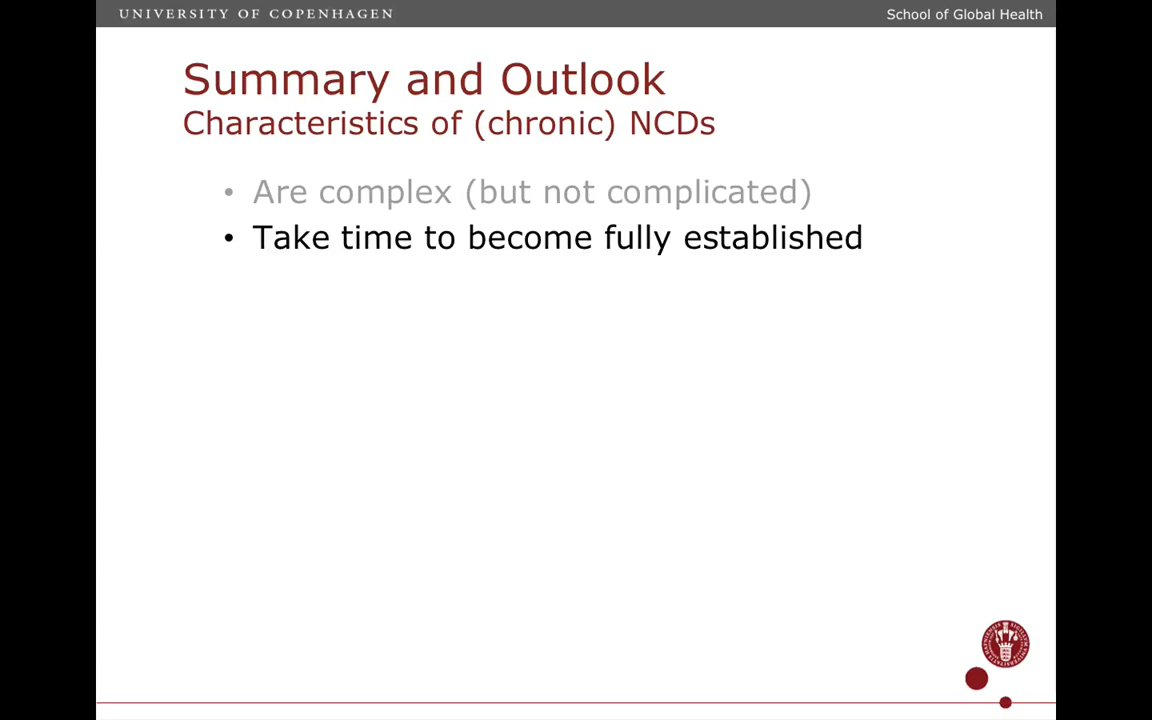 UNIVERSITY OF COPENHAGEN
School of Global Health
Summary and Outlook
Characteristics of (chronic) NCDs
• Are complex (but not complicated)
• Take time to become fully established